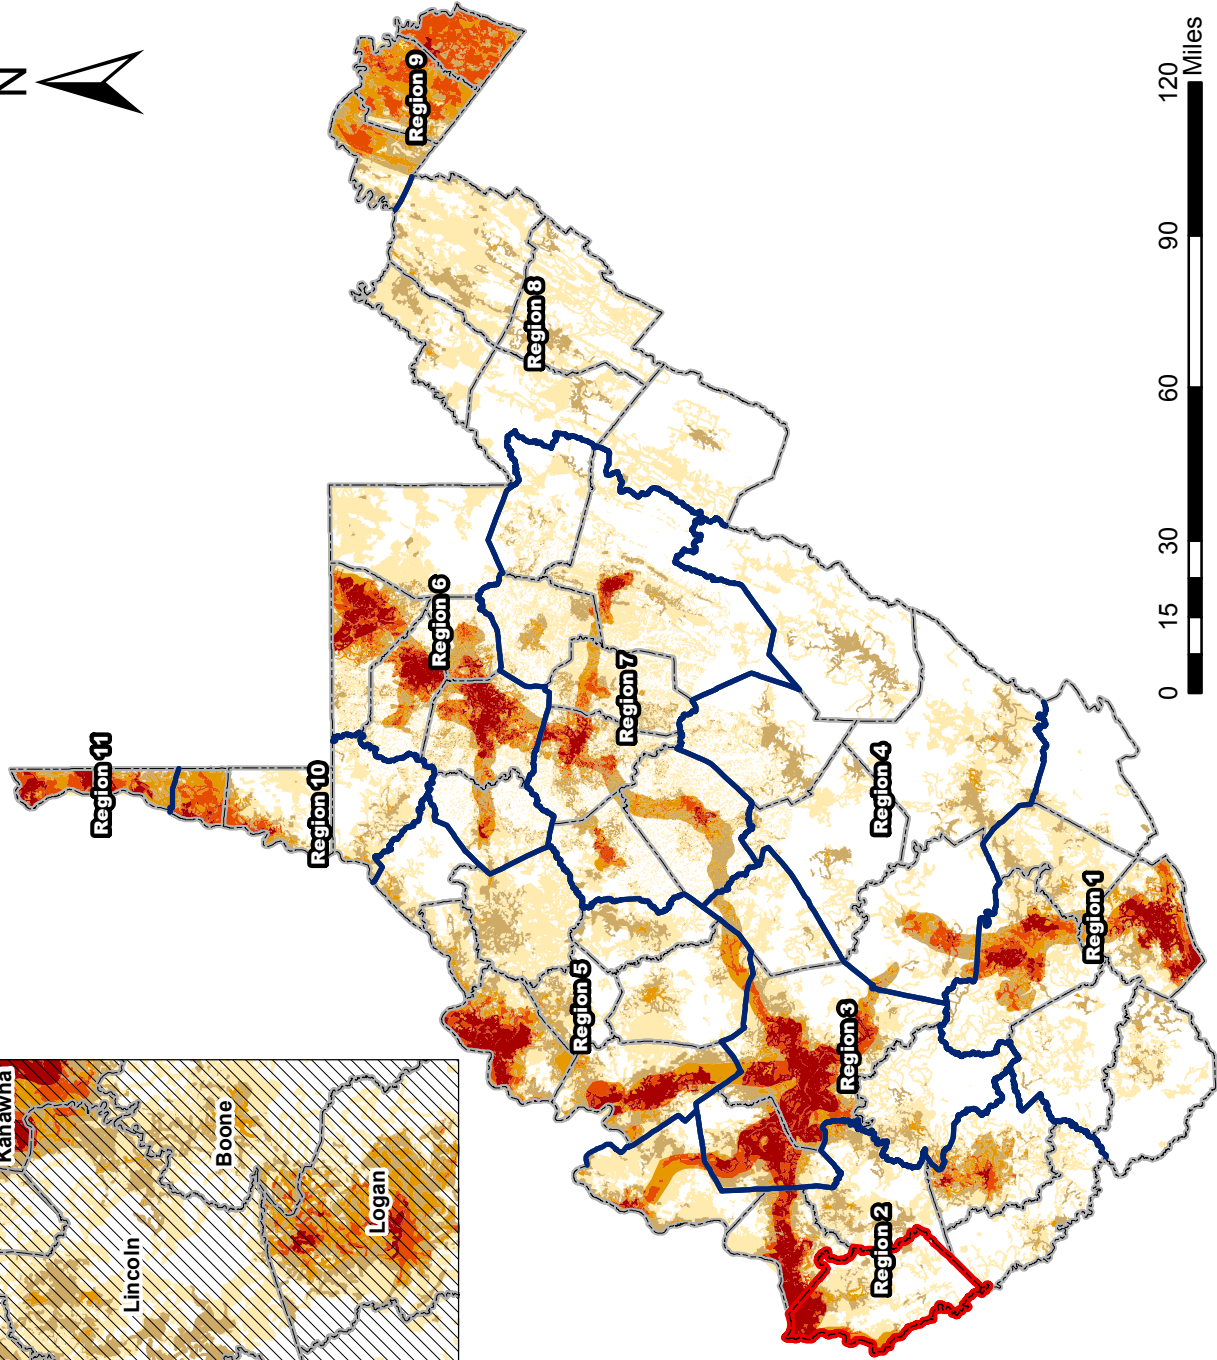 N
Region 11
Region 10
Region 9
Region 8
Region 6
Region 7
Region 5
Region 4
Region 3
Region 1
Region 2
Kanawha
Boone
Lincoln
Logan
0 15 30 60 90 120
Miles